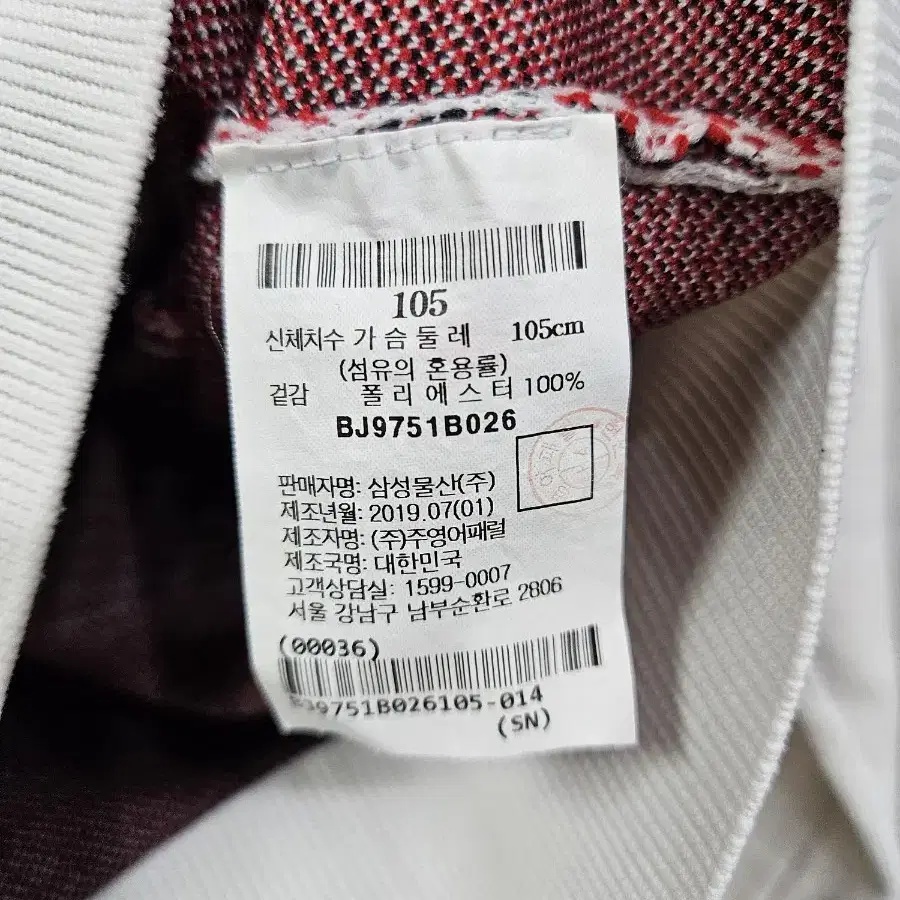 105
신체치수 가 슴 둘 레 105cm
(섬유의 혼용률)
겉감 폴 리 에 스 터 100%
BJ9751B026
판매자명: 삼성물산(주)
제조년월: 2019.07(01)
제조자명: (주)주영어패럴
제조국명: 대한민국
고객상담실: 1599-0007
서울 강남구 남부순환로 2806
(00036)
BJ9751B026105-014
(SN)